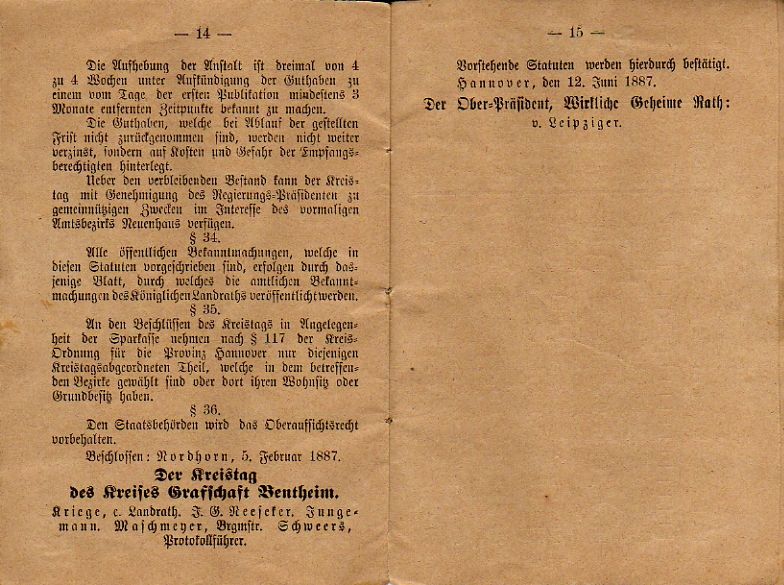 — 14 —
Die Aufhebung der Anstalt ist dreimal von 4
zu 4 Wochen unter Aufkündigung der Guthaben zu
einem vom Tage der ersten Publikation mindestens 3
Monate entfernten Zeitpunkte bekannt zu machen.
Die Guthaben, welche bei Ablauf der gestellten
Frist nicht zurückgenommen sind, werden nicht weiter
verzinst, sondern auf Kosten und Gefahr der Empfangs-
berechtigten hinterlegt.
Ueber den verbleibenden Bestand kann der Kreis-
tag mit Genehmigung des Regierungs-Präsidenten zu
gemeinnützigen Zwecken im Interesse des vormaligen
Amtsbezirks Neuenhaus verfügen.
§ 34.
Alle öffentlichen Bekanntmachungen, welche in
diesen Statuten vorgeschrieben sind, erfolgen durch das-
jenige Blatt, durch welches die amtlichen Bekannt-
machungen des Königlichen Landraths veröffentlicht werden.
§ 35.
An den Beschlüssen des Kreistags in Angelegen-
heit der Sparkasse nehmen nach § 117 der Kreis-
Ordnung für die Provinz Hannover nur diejenigen
Kreistagsabgeordneten Theil, welche in dem betreffen-
den Bezirke gewählt sind oder dort ihren Wohnsitz oder
Grundbesitz haben.
§ 36.
Den Staatsbehörden wird das Oberaufsichtsrecht
vorbehalten.
Beschlossen: Nordhorn, 5. Februar 1887.
Der Kreistag
des Kreises Grafschaft Bentheim.
Kriege, c. Landrath. J. G. Neeseker. Junge-
mann. Maschmeyer, Brgmstr. Schweers,
Protokollführer.
— 15 —
Vorstehende Statuten werden hierdurch bestätigt.
Hannover, den 12. Juni 1887.
Der Ober-Präsident, Wirkliche Geheime Rath:
v. Leipziger.